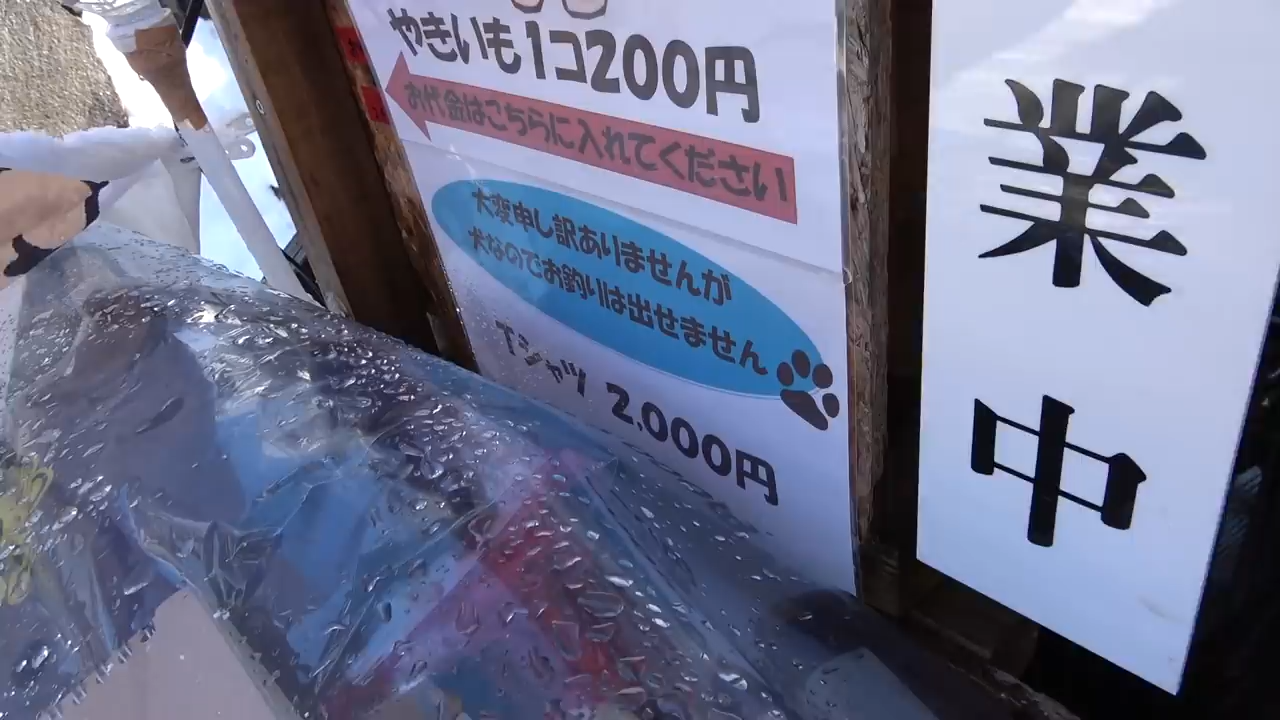 やきいも1コ200円
お代金はこちらに入れてください
大変申し訳ありませんが
犬なのでお釣りは出せません
Tシャツ 2,000円
業中